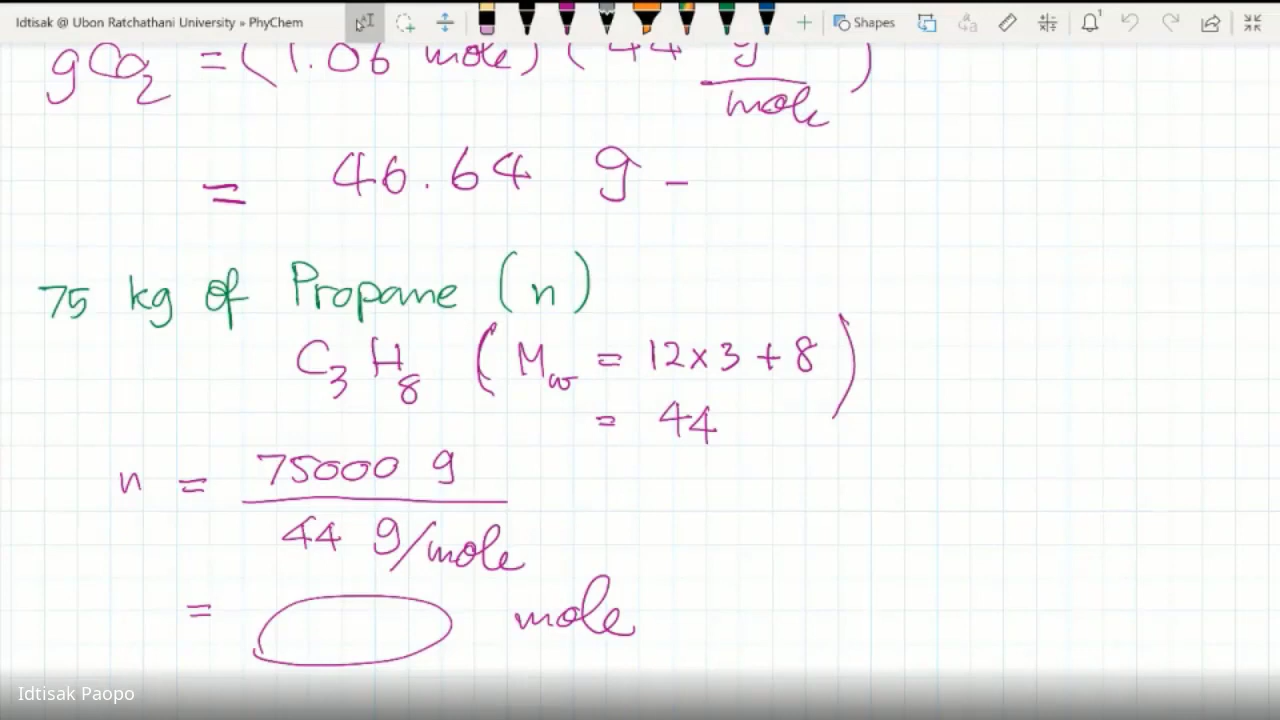 Idtisak @ Ubon Ratchathani University » PhyChem
Shapes
gCO₂ = (1.06 mole) (44 g/mole)
= 46.64 g -
75 kg of Propane (n)
C₃H₈ (Mw = 12x3 + 8)
= 44
n = 75000 g
44 g/mole
= mole
Idtisak Paopo